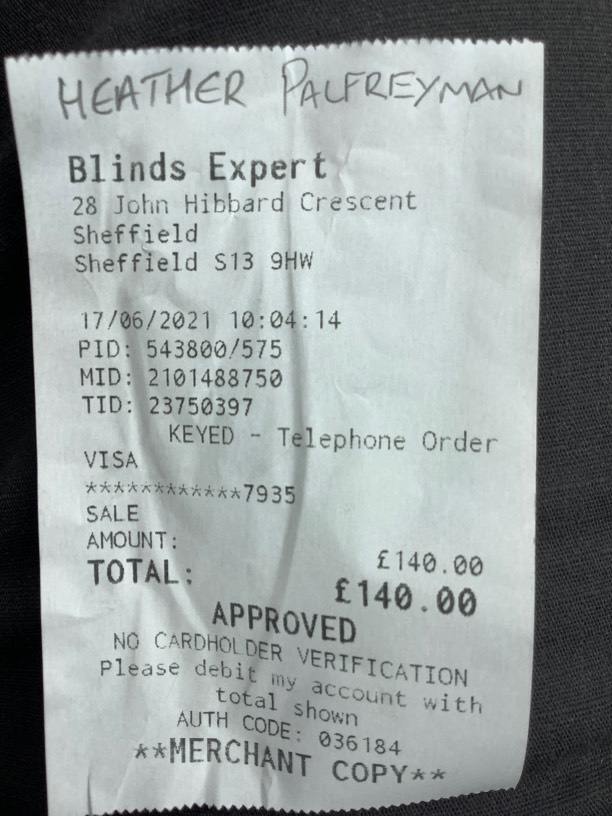 HEATHER PALFREYMAN
Blinds Expert
28 John Hibbard Crescent
Sheffield
Sheffield S13 9HW
17/06/2021 10:04:14
PID: 543800/575
MID: 2101488750
TID: 23750397
KEYED - Telephone Order
VISA
************7935
SALE
AMOUNT: £140.00
TOTAL: £140.00
APPROVED
NO CARDHOLDER VERIFICATION
Please debit my account with
total shown
AUTH CODE: 036184
**MERCHANT COPY**